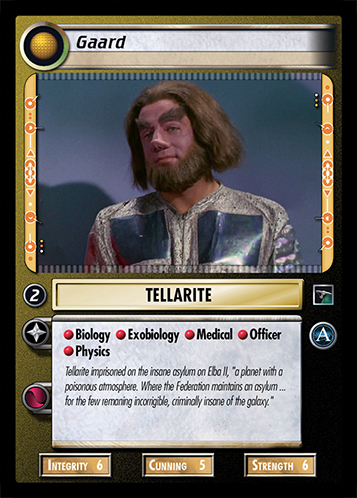 Gaard
2
TELLARITE
Biology Exobiology Medical Officer
Physics
A
Tellarite imprisoned on the insane asylum on Elba II, "a planet with a
poisonous atmosphere. Where the Federation maintains an asylum ...
for the few remaining incorrigible, criminally insane of the galaxy."
INTEGRITY 6 CUNNING 5 STRENGTH 6